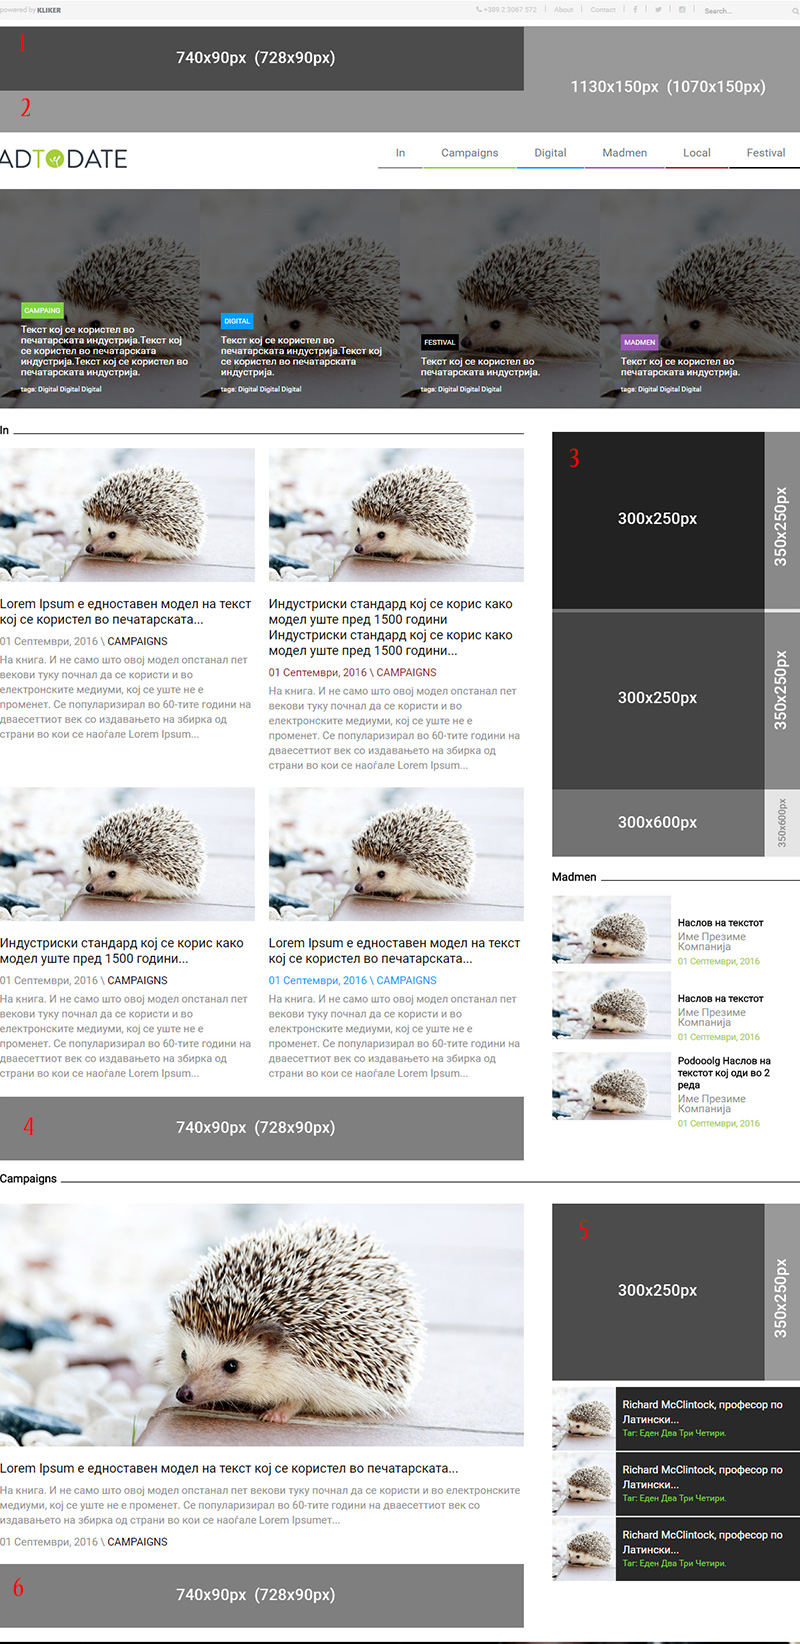 powered by KLIKER
+389 2 3067 572 | About | Contact | Search...
1
740x90px (728x90px)
1130x150px (1070x150px)
2
ADTODATE
In Campaigns Digital Madmen Local Festival
CAMPAING
Текст кој се користел во
печатарската индустрија.Текст кој
се користел во печатарската
индустрија.Текст кој се користел во
печатарската индустрија.
tags: Digital Digital Digital
DIGITAL
Текст кој се користел во
печатарската индустрија.Текст кој
се користел во печатарската
индустрија.
tags: Digital Digital Digital
FESTIVAL
Текст кој се користел во
печатарската индустрија.
tags: Digital Digital Digital
MADMEN
Текст кој се користел во
печатарската индустрија.
tags: Digital Digital Digital
In
Lorem Ipsum е едноставен модел на текст
кој се користел во печатарската...
01 Септември, 2016 \ CAMPAIGNS
На книга. И не само што овој модел опстанал пет
векови туку почнал да се користи и во
електронските медиуми, кој се уште не е
променет. Се популаризирал во 60-тите години на
дваесеттиот век со издавањето на збирка од
страни во кои се наоѓале Lorem Ipsum...
Индустриски стандард кој се корис како
модел уште пред 1500 години
Индустриски стандард кој се корис како
модел уште пред 1500 години...
01 Септември, 2016 \ CAMPAIGNS
На книга. И не само што овој модел опстанал пет
векови туку почнал да се користи и во
електронските медиуми, кој се уште не е
променет. Се популаризирал во 60-тите години на
дваесеттиот век со издавањето на збирка од
страни во кои се наоѓале Lorem Ipsum...
Индустриски стандард кој се корис како
модел уште пред 1500 години...
01 Септември, 2016 \ CAMPAIGNS
На книга. И не само што овој модел опстанал пет
векови туку почнал да се користи и во
електронските медиуми, кој се уште не е
променет. Се популаризирал во 60-тите години на
дваесеттиот век со издавањето на збирка од
страни во кои се наоѓале Lorem Ipsum...
Lorem Ipsum е едноставен модел на текст
кој се користел во печатарската...
01 Септември, 2016 \ CAMPAIGNS
На книга. И не само што овој модел опстанал пет
векови туку почнал да се користи и во
електронските медиуми, кој се уште не е
променет. Се популаризирал во 60-тите години на
дваесеттиот век со издавањето на збирка од
страни во кои се наоѓале Lorem Ipsum...
3
300x250px
350x250px
300x250px
350x250px
300x600px
350x600px
Madmen
Наслов на текстот
Име Презиме
Компанија
01 Септември, 2016
Наслов на текстот
Име Презиме
Компанија
01 Септември, 2016
Podooolg Наслов на
текстот кој оди во 2
реда
Име Презиме
Компанија
01 Септември, 2016
4
740x90px (728x90px)
Campaigns
Lorem Ipsum е едноставен модел на текст кој се користел во печатарската...
На книга. И не само што овој модел опстанал пет векови туку почнал да се користи и во електронските
медиуми, кој се уште не е променет. Се популаризирал во 60-тите години на дваесеттиот век со
издавањето на збирка од страни во кои се наоѓале Lorem Ipsumет...
01 Септември, 2016 \ CAMPAIGNS
5
300x250px
350x250px
Richard McClintock, професор по
Латински...
Таг: Еден Два Три Четири.
Richard McClintock, професор по
Латински...
Таг: Еден Два Три Четири.
Richard McClintock, професор по
Латински...
Таг: Еден Два Три Четири.
6
740x90px (728x90px)